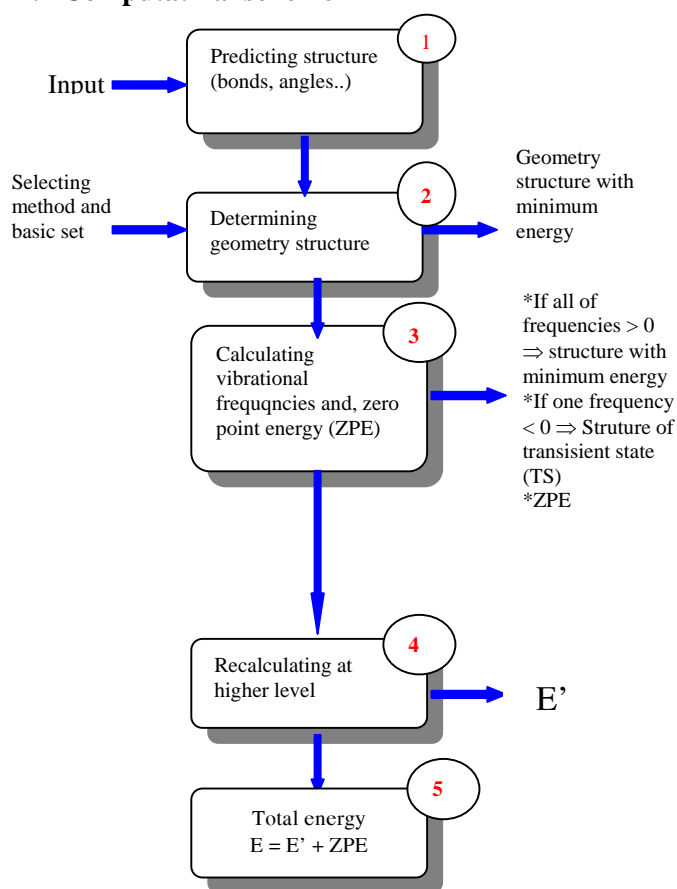 1
Predicting structure
(bonds, angles..)
Input
Selecting
method and
basic set
2
Determining
geometry structure
Geometry
structure with
minimum
energy
3
Calculating
vibrational
frequqncies and, zero
point energy (ZPE)
*If all of
frequencies > 0
⇒ structure with
minimum energy
*If one frequency
< 0 ⇒ Struture of
transisient state
(TS)
*ZPE
4
Recalculating at
higher level
E’
5
Total energy
E = E’ + ZPE